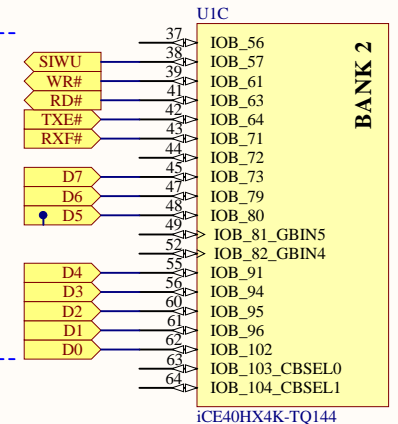 U1C
37 IOB_56
SIWU 38 IOB_57
WR# 39 IOB_61
RD# 41 IOB_63
TXE# 42 IOB_64
RXF# 43 IOB_71
44 IOB_72
D7 45 IOB_73
D6 47 IOB_79
D5 48 IOB_80
49 IOB_81_GBIN5
52 IOB_82_GBIN4
D4 55 IOB_91
D3 56 IOB_94
D2 60 IOB_95
D1 61 IOB_96
D0 62 IOB_102
63 IOB_103_CBSEL0
64 IOB_104_CBSEL1
BANK 2
iCE40HX4K-TQ144